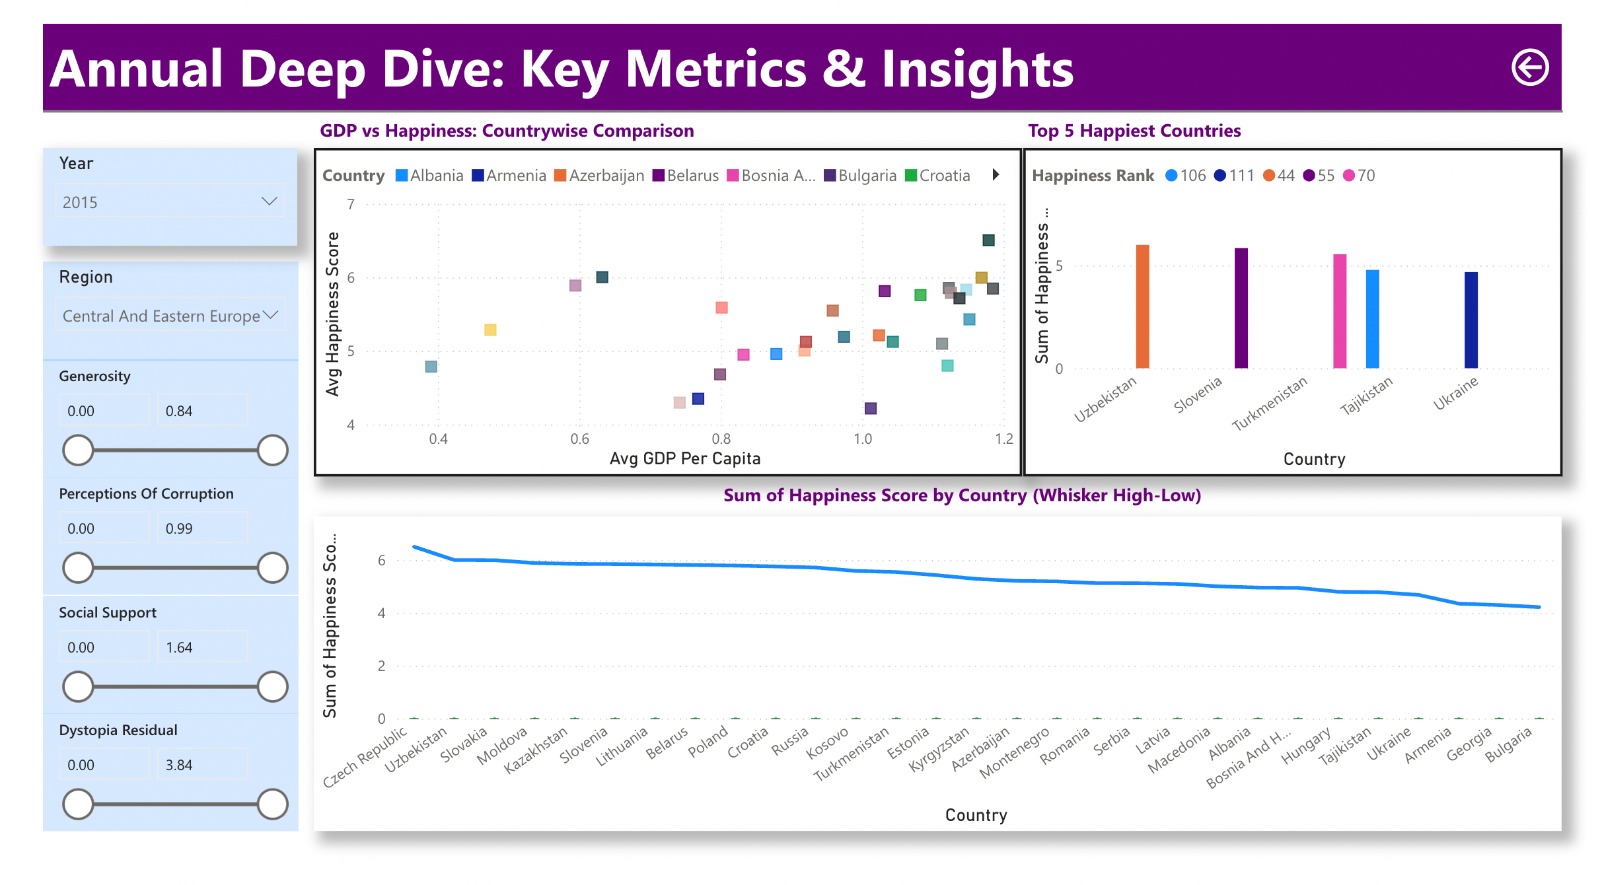 Annual Deep Dive: Key Metrics & Insights
GDP vs Happiness: Countrywise Comparison
Top 5 Happiest Countries
Year
2015
Region
Central And Eastern Europe
Generosity
0.00 0.84
Perceptions Of Corruption
0.00 0.99
Social Support
0.00 1.64
Dystopia Residual
0.00 3.84
Country Albania Armenia Azerbaijan Belarus Bosnia A... Bulgaria Croatia
Avg Happiness Score
7
6
5
4
0.4 0.6 0.8 1.0 1.2
Avg GDP Per Capita
Happiness Rank 106 111 44 55 70
Sum of Happiness ...
5
0
Uzbekistan Slovenia Turkmenistan Tajikistan Ukraine
Country
Sum of Happiness Score by Country (Whisker High-Low)
Sum of Happiness Sco...
6
4
2
0
Czech Republic Uzbekistan Slovakia Moldova Kazakhstan Slovenia Lithuania Belarus Poland Croatia Russia Kosovo Turkmenistan Estonia Kyrgyzstan Azerbaijan Montenegro Romania Serbia Latvia Macedonia Albania Bosnia And H... Hungary Tajikistan Ukraine Armenia Georgia Bulgaria
Country